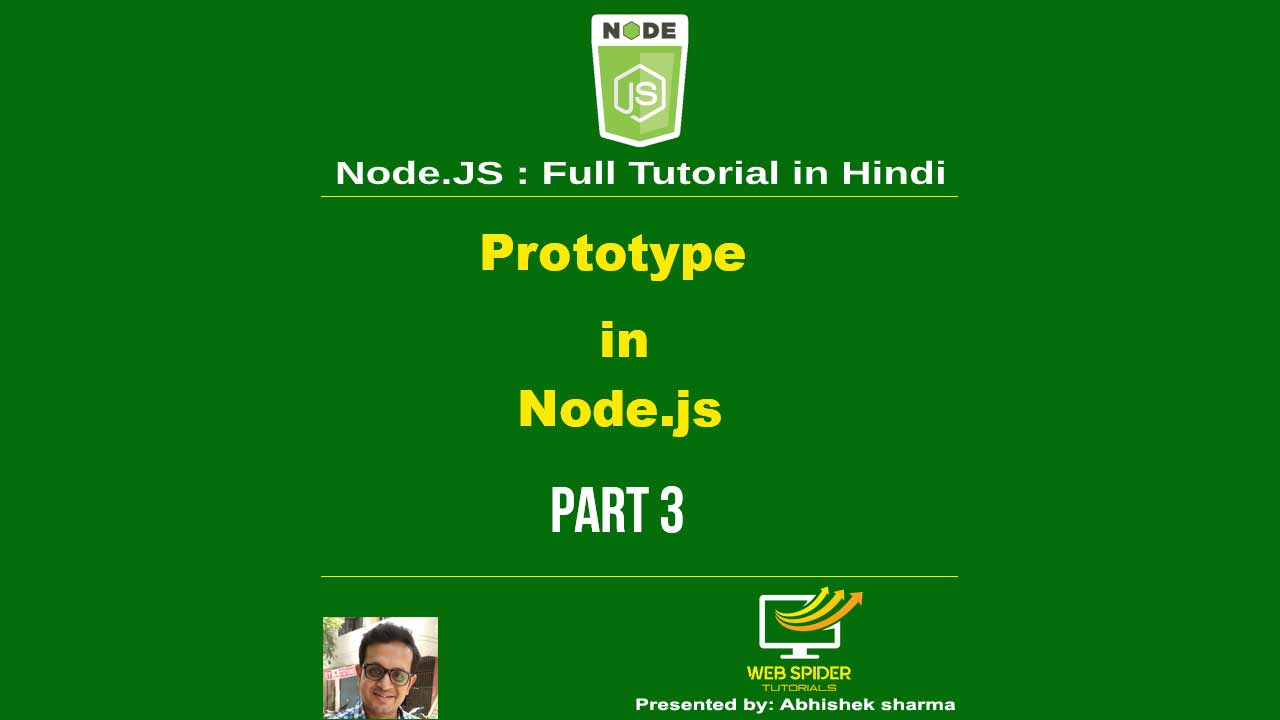 NODE
JS
Node.JS : Full Tutorial in Hindi
Prototype
in
Node.js
PART 3
WEB SPIDER
TUTORIALS
Presented by: Abhishek sharma